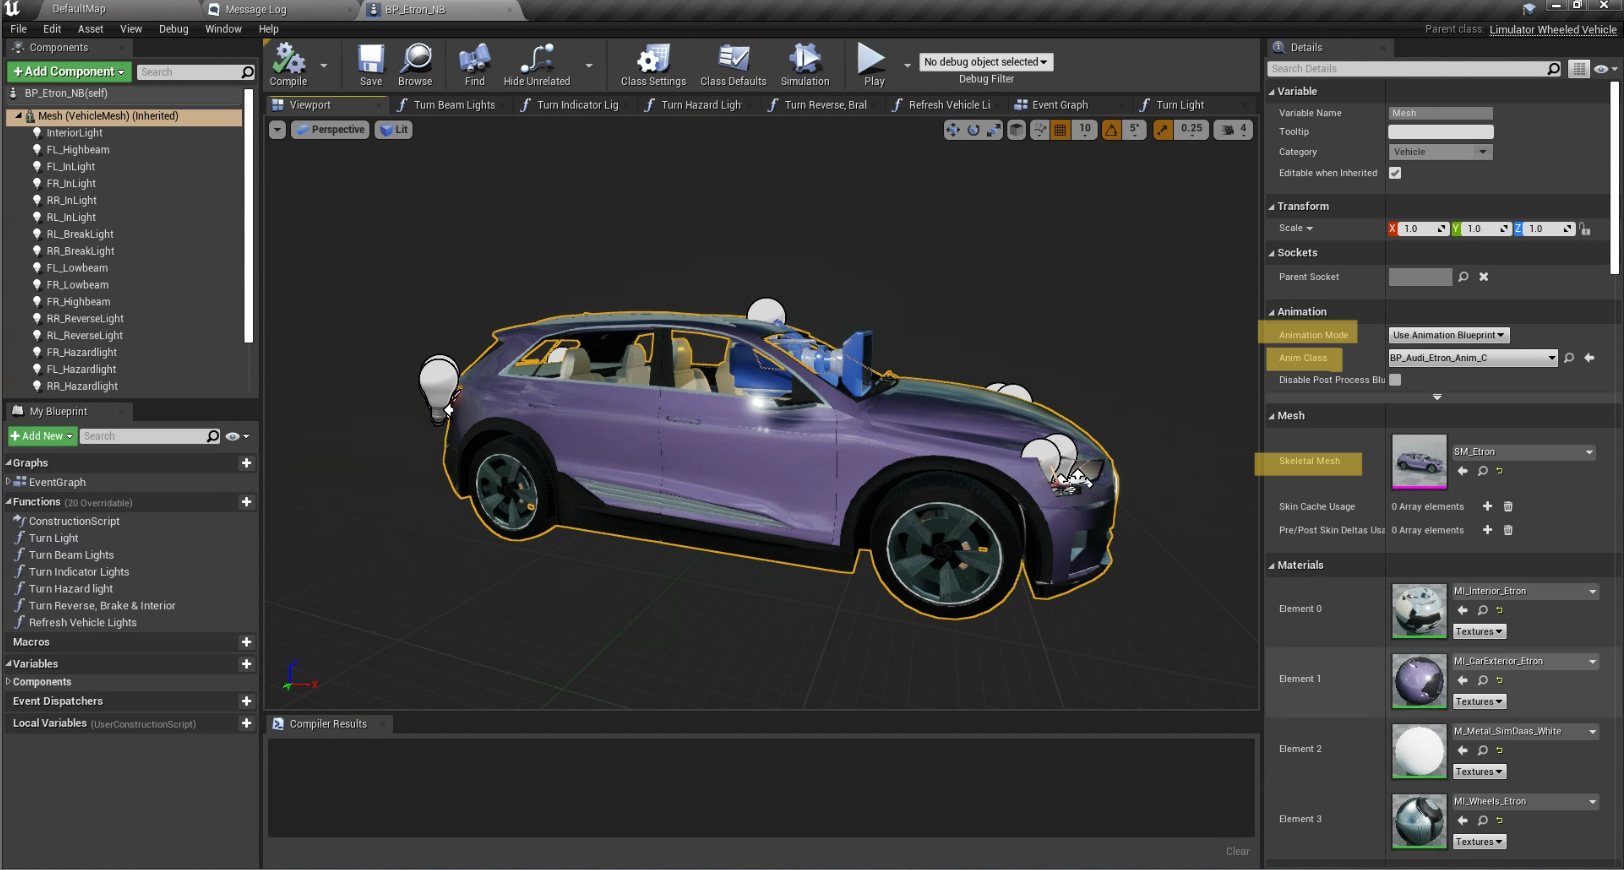 DefaultMap
Message Log
BP_Etron_NB
File Edit Asset View Debug Window Help
Parent class: Limulator Wheeled Vehicle
Components
+ Add Component
Search
BP_Etron_NB(self)
Mesh (VehicleMesh) (Inherited)
InteriorLight
FL_Highbeam
FL_InLight
FR_InLight
RR_InLight
RL_InLight
RL_BreakLight
RR_BreakLight
FL_Lowbeam
FR_Lowbeam
FR_Highbeam
RR_ReverseLight
RL_ReverseLight
FR_Hazardlight
FL_Hazardlight
RR_Hazardlight
My Blueprint
+ Add New
Search
Graphs
EventGraph
Functions (20 Overridable)
ConstructionScript
Turn Light
Turn Beam Lights
Turn Indicator Lights
Turn Hazard light
Turn Reverse, Brake & Interior
Refresh Vehicle Lights
Macros
Variables
Components
Event Dispatchers
Local Variables (UserConstructionScript)
Compile
Save
Browse
Find
Hide Unrelated
Class Settings
Class Defaults
Simulation
Play
No debug object selected
Debug Filter
Viewport
Turn Beam Lights
Turn Indicator Lig
Turn Hazard Ligh
Turn Reverse, Bral
Refresh Vehicle Li
Event Graph
Turn Light
Perspective
Lit
10
5°
0.25
4
X
Compiler Results
Clear
Details
Search Details
Variable
Variable Name Mesh
Tooltip
Category Vehicle
Editable when Inherited
Transform
Scale X 1.0 Y 1.0 Z 1.0
Sockets
Parent Socket
Animation
Animation Mode Use Animation Blueprint
Anim Class BP_Audi_Etron_Anim_C
Disable Post Process Blu
Mesh
Skeletal Mesh SM_Etron
Skin Cache Usage 0 Array elements
Pre/Post Skin Deltas Usa 0 Array elements
Materials
Element 0 MI_Interior_Etron
Textures
Element 1 MI_CarExterior_Etron
Textures
Element 2 M_Metal_SimDaas_White
Textures
Element 3 MI_Wheels_Etron
Textures